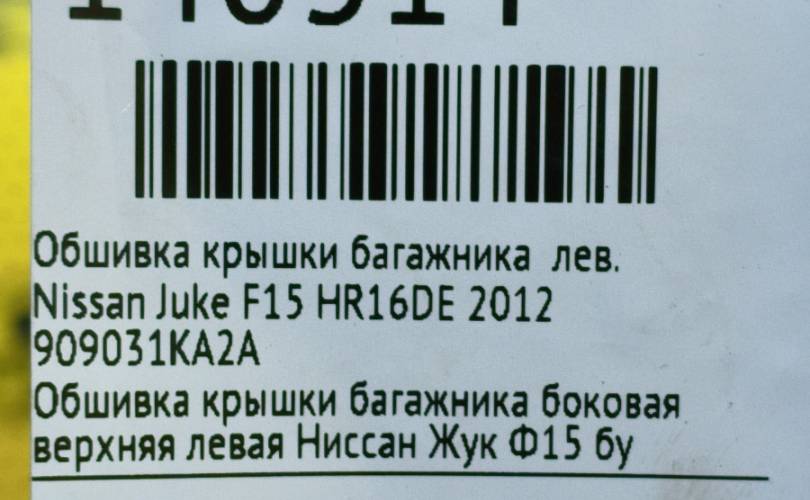 Обшивка крышки багажника лев.
Nissan Juke F15 HR16DE 2012
909031KA2A
Обшивка крышки багажника боковая
верхняя левая Ниссан Жук Ф15 бу